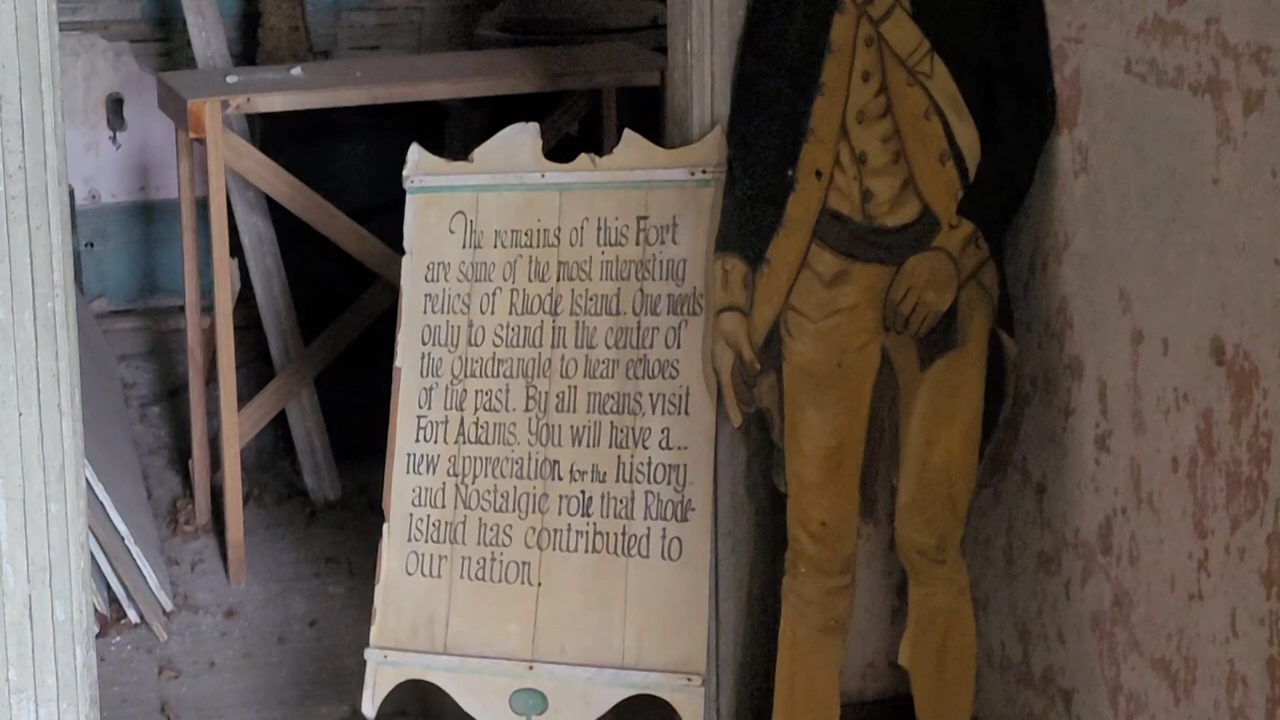 The remains of this Fort
are some of the most interesting
relics of Rhode Island. One needs
only to stand in the center of
the quadrangle to hear echoes
of the past. By all means, visit
Fort Adams. You will have a...
new appreciation for the history
and Nostalgic role that Rhode-
Island has contributed to
our nation.